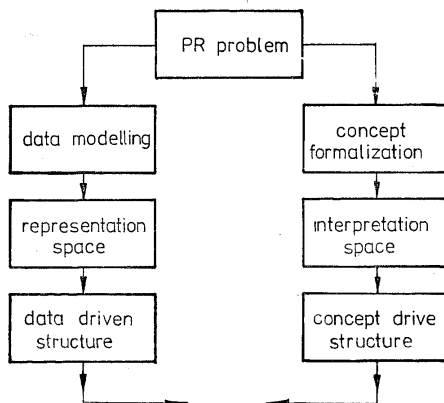 PR problem
data modelling
concept
formalization
representation
space
interpretation
space
data driven
structure
concept drive
structure